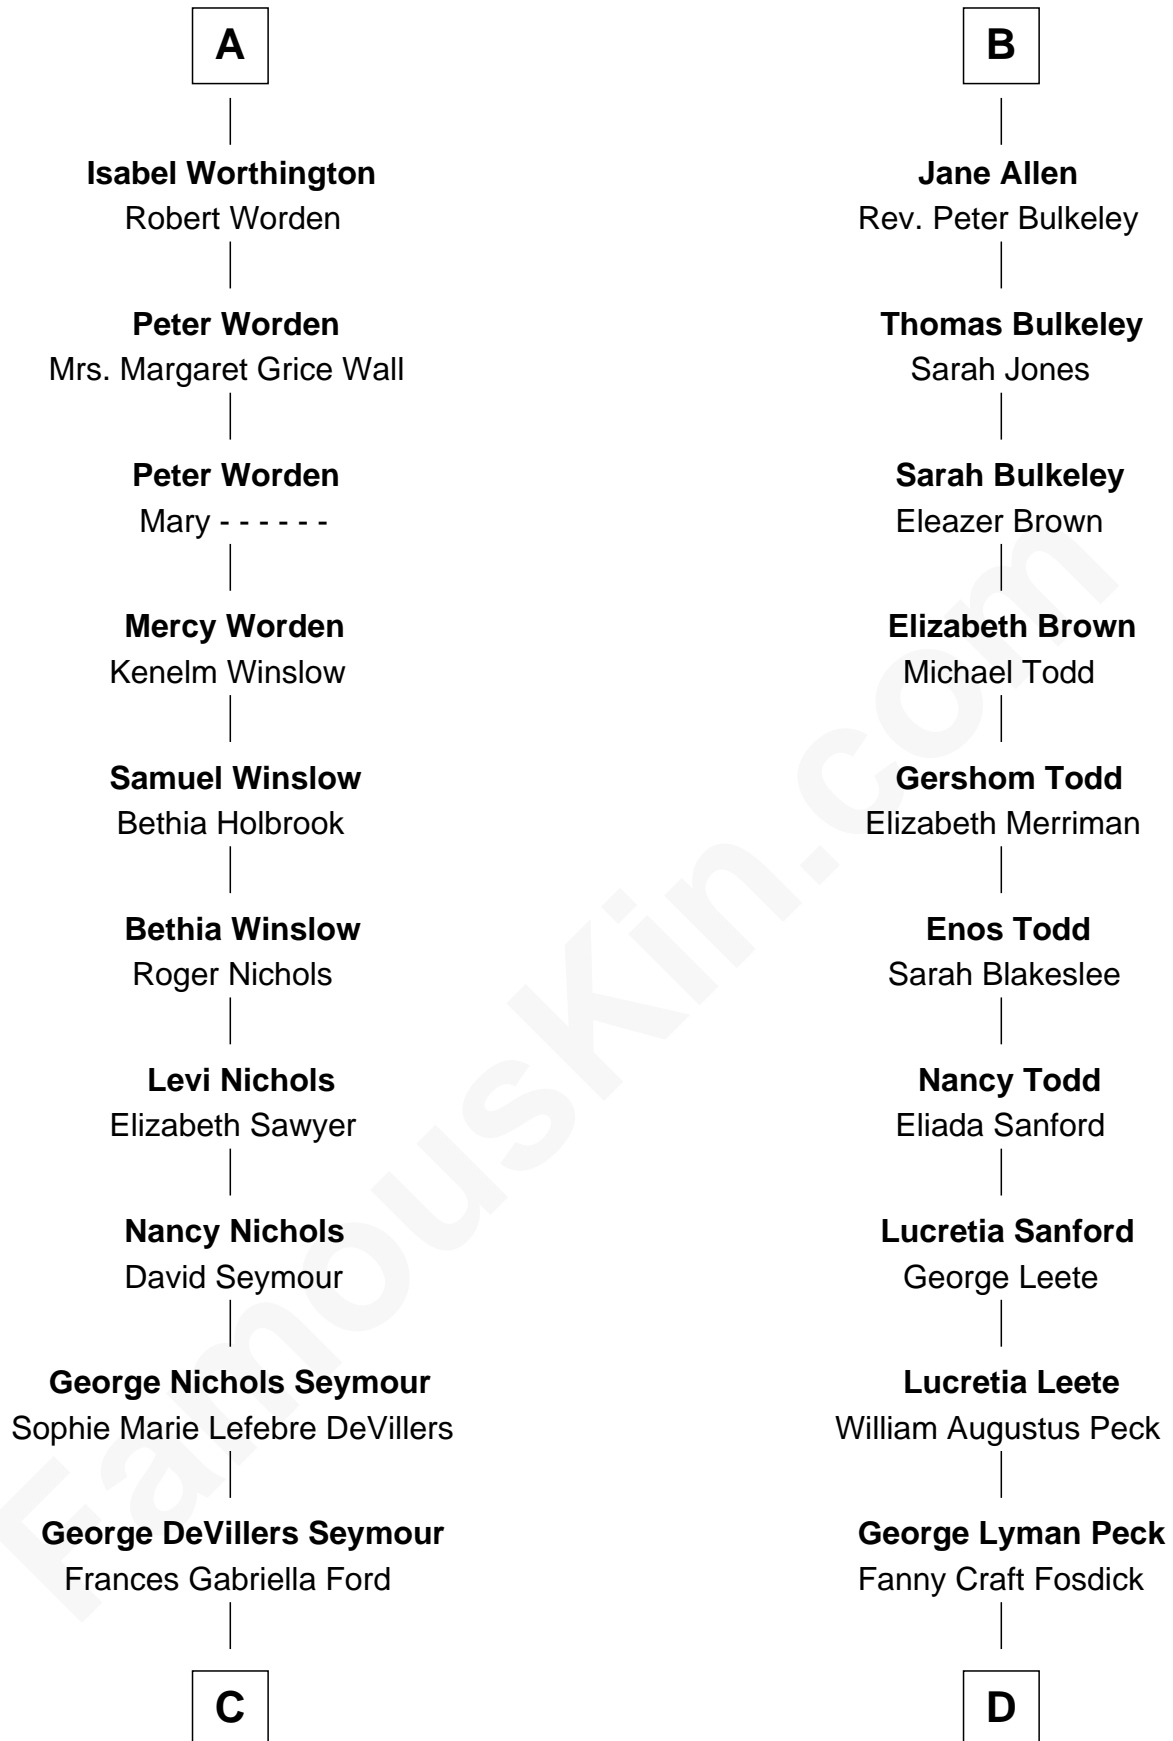 A
Isabel Worthington
Robert Worden
Peter Worden
Mrs. Margaret Grice Wall
Peter Worden
Mary - - - - - -
Mercy Worden
Kenelm Winslow
Samuel Winslow
Bethia Holbrook
Bethia Winslow
Roger Nichols
Levi Nichols
Elizabeth Sawyer
Nancy Nichols
David Seymour
George Nichols Seymour
Sophie Marie Lefebre DeVillers
George DeVillers Seymour
Frances Gabriella Ford
C
B
Jane Allen
Rev. Peter Bulkeley
Thomas Bulkeley
Sarah Jones
Sarah Bulkeley
Eleazer Brown
Elizabeth Brown
Michael Todd
Gershom Todd
Elizabeth Merriman
Enos Todd
Sarah Blakeslee
Nancy Todd
Eliada Sanford
Lucretia Sanford
George Leete
Lucretia Leete
William Augustus Peck
George Lyman Peck
Fanny Craft Fosdick
D
FamousKin.com